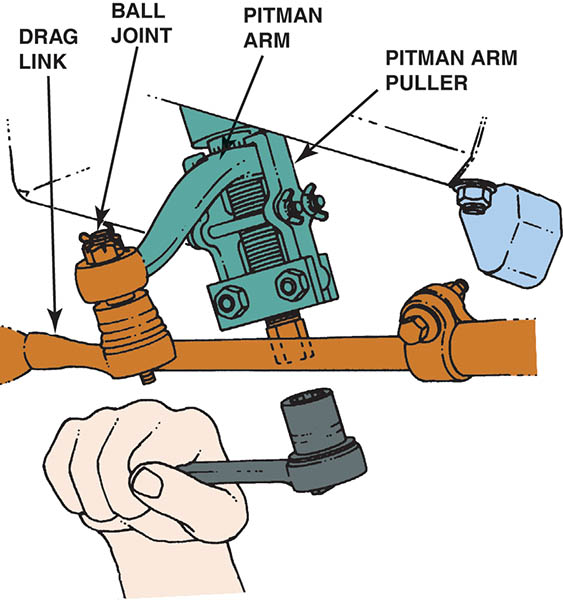 DRAG
LINK
BALL
JOINT
PITMAN
ARM
PITMAN ARM
PULLER